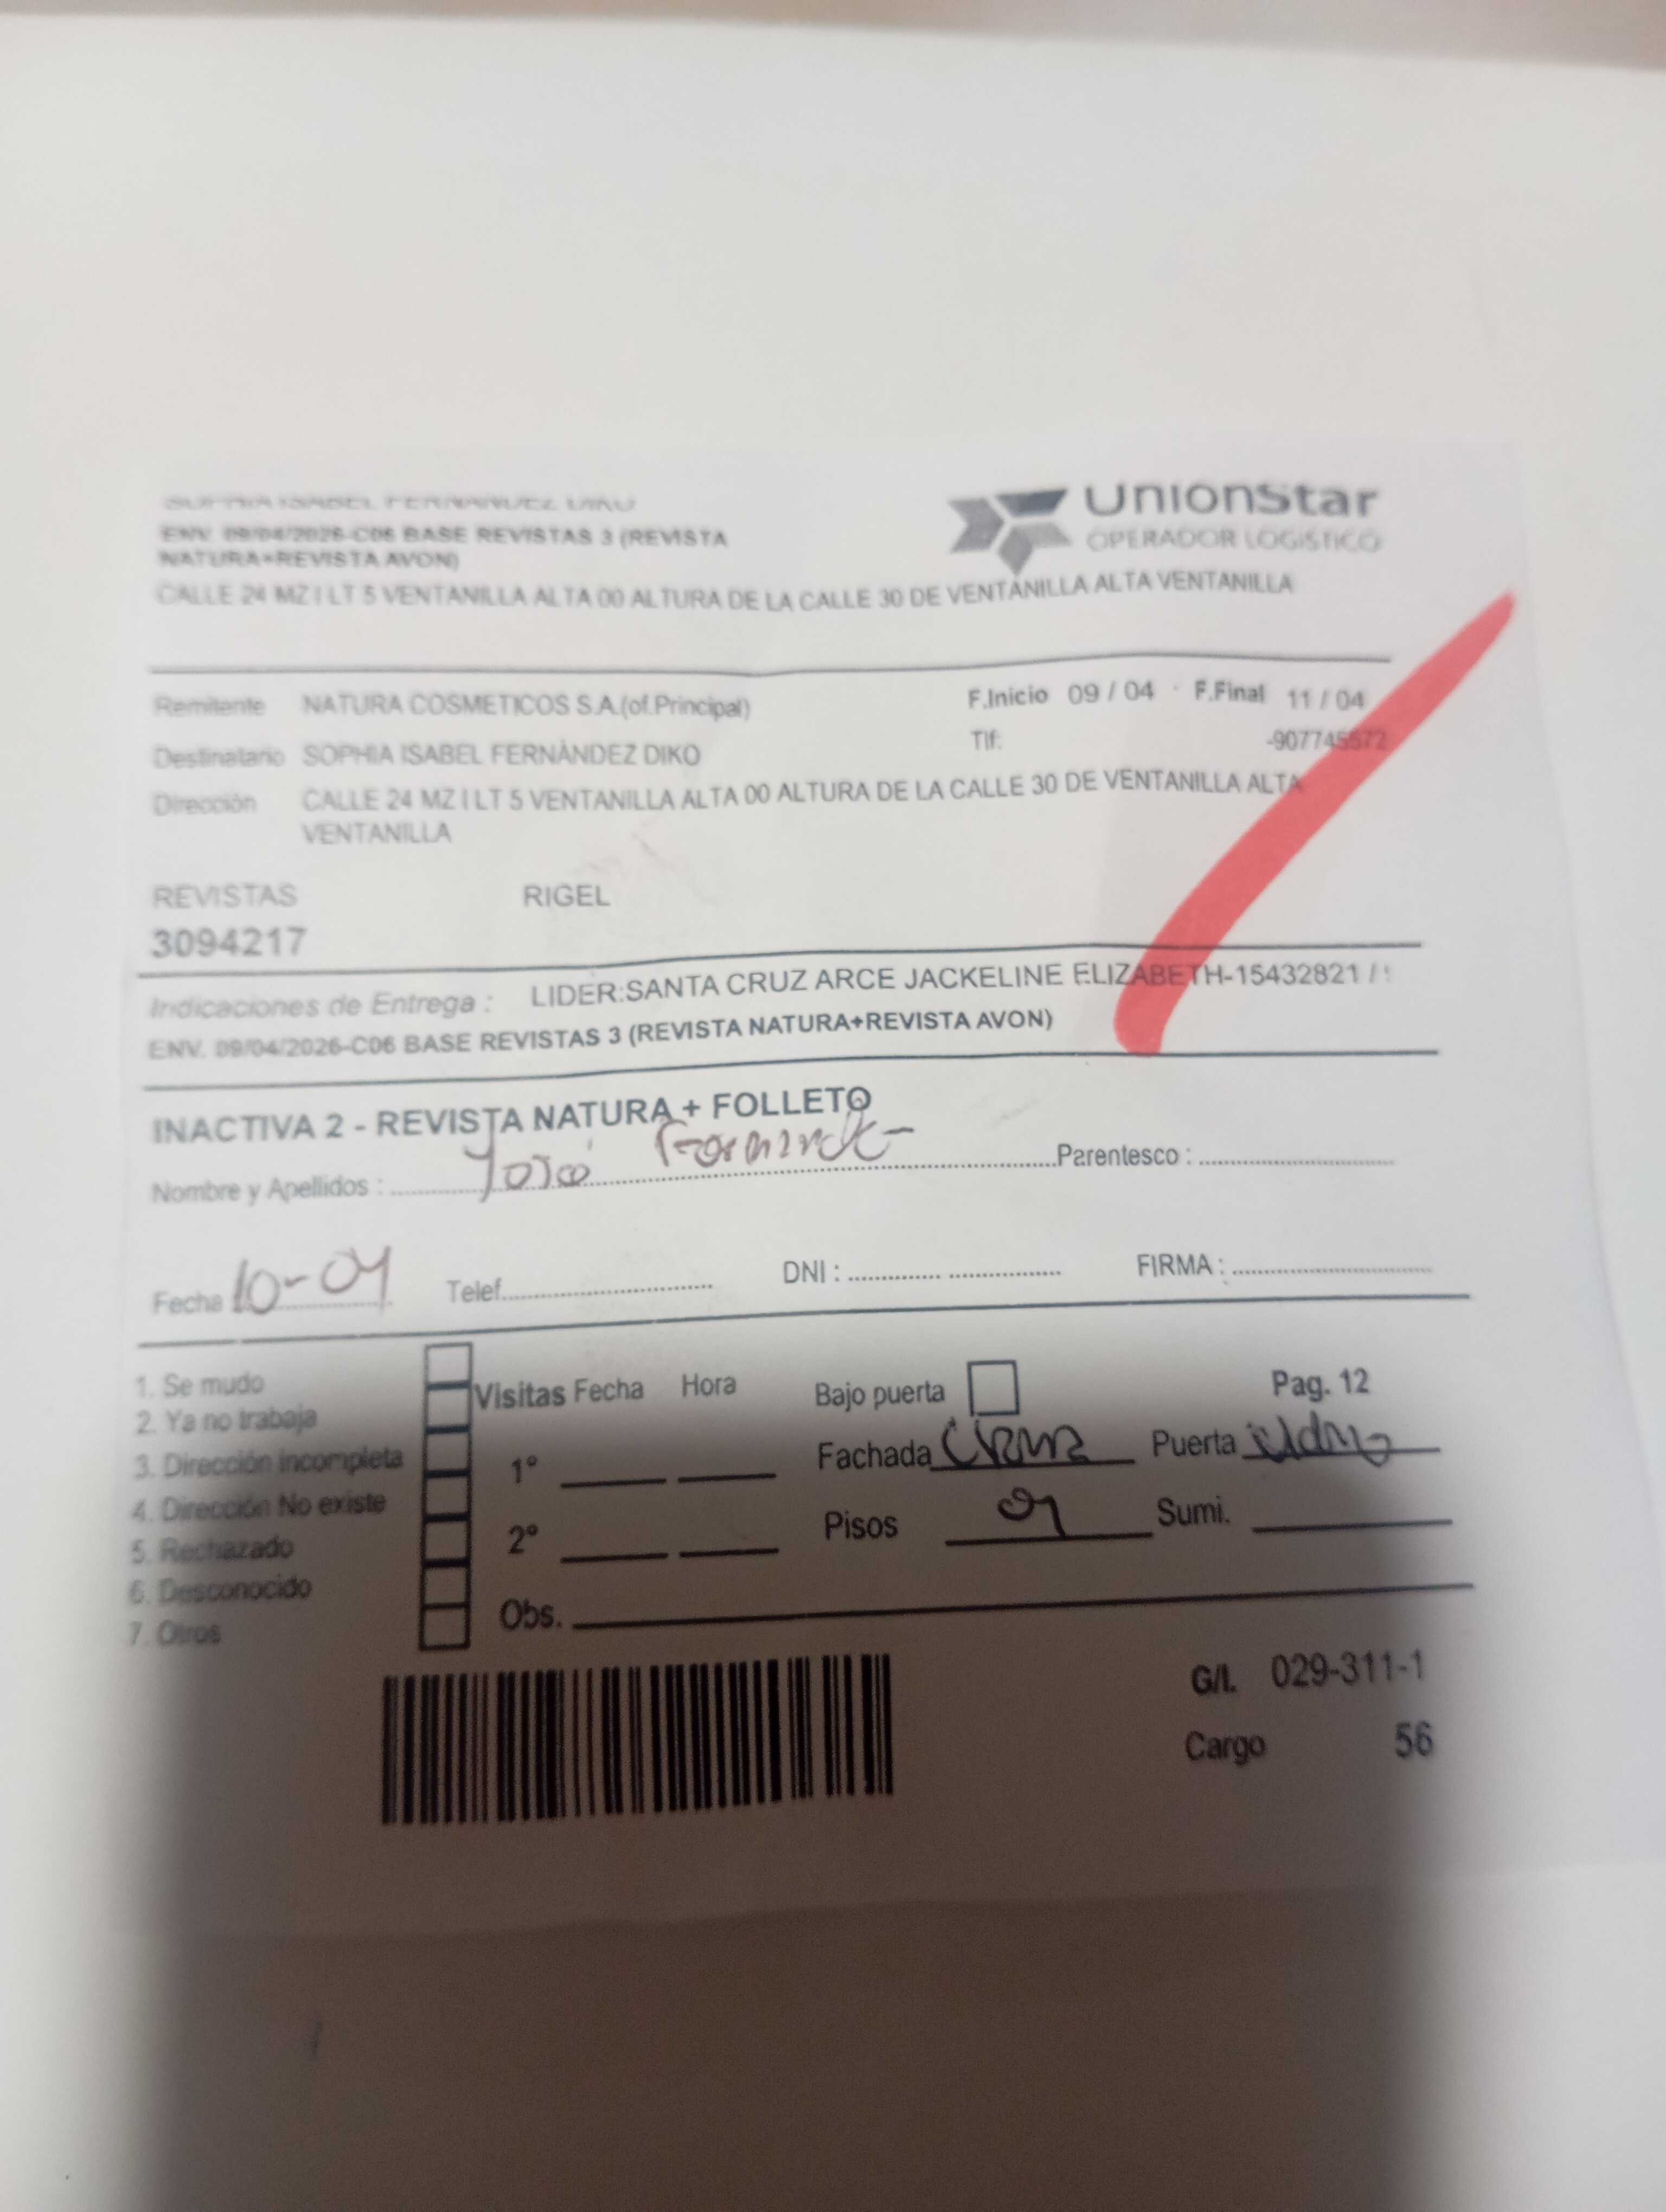 SOPHIA ISABEL FERNANDEZ DIKO
UnionStar
OPERADOR LOGISTICO
ENV. 09/04/2026-C06 BASE REVISTAS 3 (REVISTA
NATURA+REVISTA AVON)
CALLE 24 MZ I LT 5 VENTANILLA ALTA 00 ALTURA DE LA CALLE 30 DE VENTANILLA ALTA VENTANILLA
Remitente NATURA COSMETICOS S.A.(of.Principal) F.Inicio 09 / 04 F.Final 11 / 04
Destinatario SOPHIA ISABEL FERNÁNDEZ DIKO Tlf: -907745572
Dirección CALLE 24 MZ I LT 5 VENTANILLA ALTA 00 ALTURA DE LA CALLE 30 DE VENTANILLA ALTA
VENTANILLA
REVISTAS RIGEL
3094217
Indicaciones de Entrega : LIDER:SANTA CRUZ ARCE JACKELINE ELIZABETH-15432821 /
ENV. 09/04/2026-C06 BASE REVISTAS 3 (REVISTA NATURA+REVISTA AVON)
INACTIVA 2 - REVISTA NATURA + FOLLETO
Nombre y Apellidos : José Parentesco :
Fecha 10-04 Telef. DNI : FIRMA :
1. Se mudo
2. Ya no trabaja
3. Dirección incompleta
4. Dirección No existe
5. Rechazado
6. Desconocido
7. Otros
Visitas Fecha Hora
1°
2°
Obs.
Bajo puerta Pag. 12
Fachada Puerta
Pisos 01 Sumi.
G/I. 029-311-1
Cargo 56